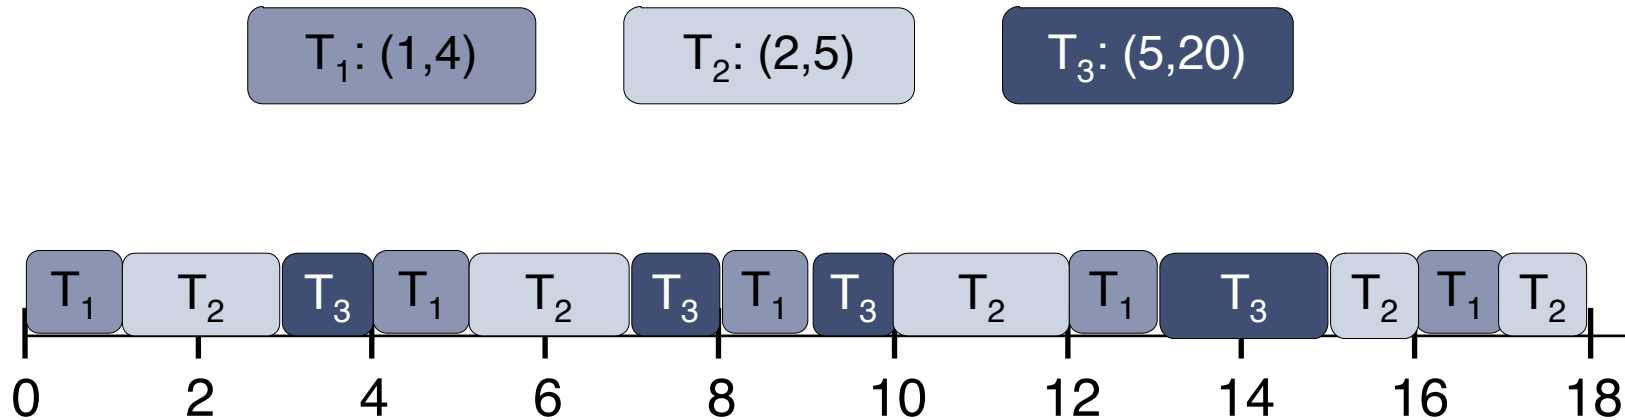 T₁: (1,4) T₂: (2,5) T₃: (5,20)
T₁ T₂ T₃ T₁ T₂ T₃ T₁ T₃ T₂ T₁ T₃ T₂ T₁ T₂
0 2 4 6 8 10 12 14 16 18